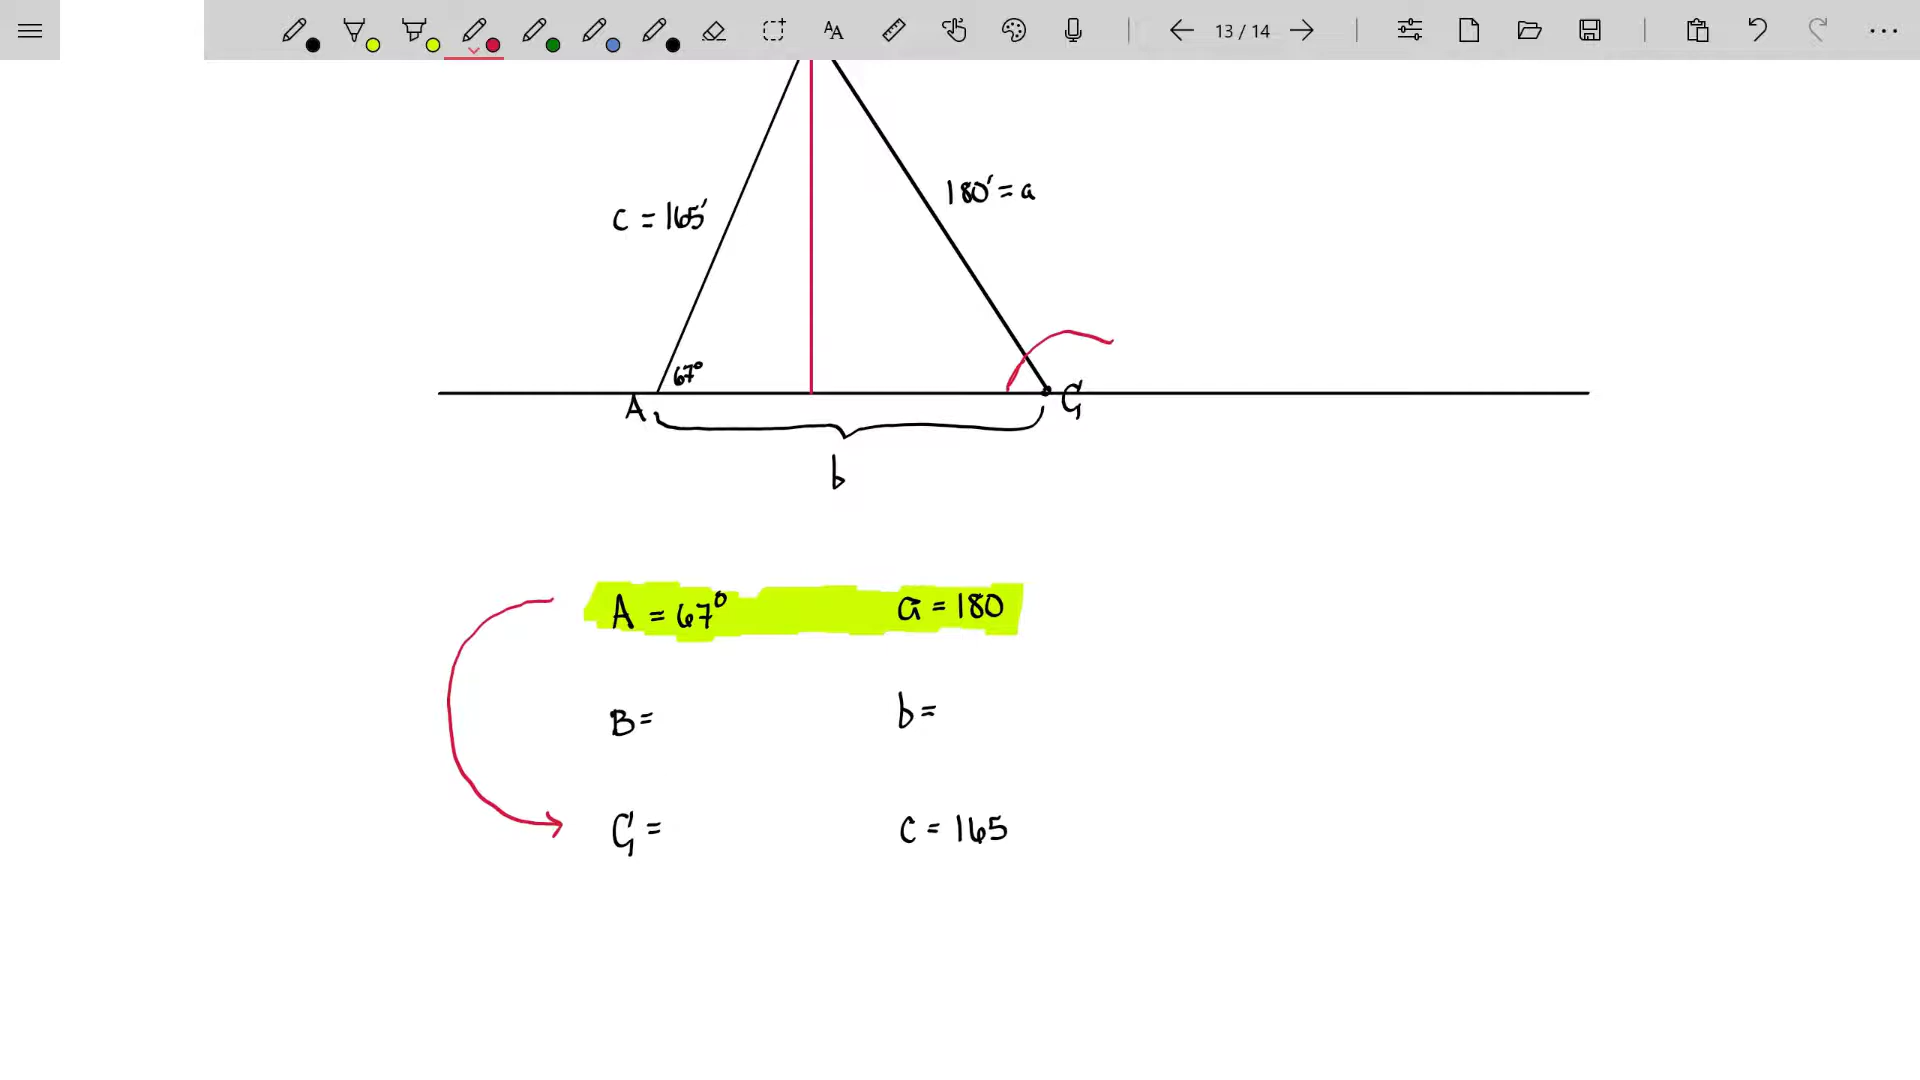 13 / 14
180' = a
c = 165'
67°
A
C
b
A = 67° a = 180
B = b =
C = c = 165